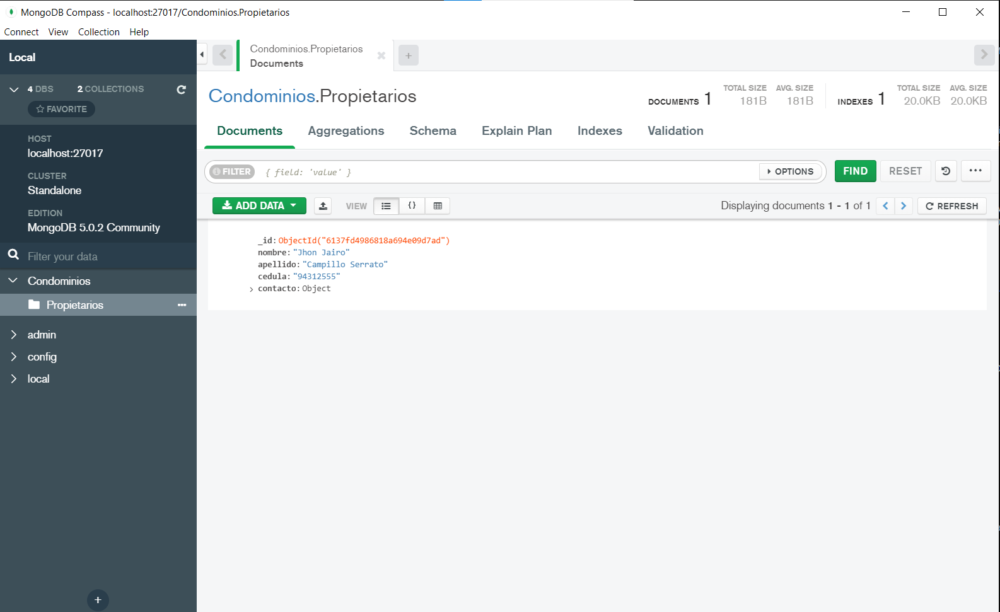 MongoDB Compass - localhost:27017/Condominios.Propietarios
Connect View Collection Help
Local
4 DBS 2 COLLECTIONS
FAVORITE
HOST
localhost:27017
CLUSTER
Standalone
EDITION
MongoDB 5.0.2 Community
Filter your data
Condominios
Propietarios
admin
config
local
Condominios.Propietarios
Documents
Condominios.Propietarios
DOCUMENTS 1
TOTAL SIZE
181B
AVG. SIZE
181B
INDEXES 1
TOTAL SIZE
20.0KB
AVG. SIZE
20.0KB
Documents Aggregations Schema Explain Plan Indexes Validation
FILTER { field: 'value' } OPTIONS FIND RESET
ADD DATA VIEW Displaying documents 1 - 1 of 1 REFRESH
_id: ObjectId("6137fd4986818a694e09d7ad")
nombre: "Jhon Jairo"
apellido: "Campillo Serrato"
cedula: "94312555"
contacto: Object